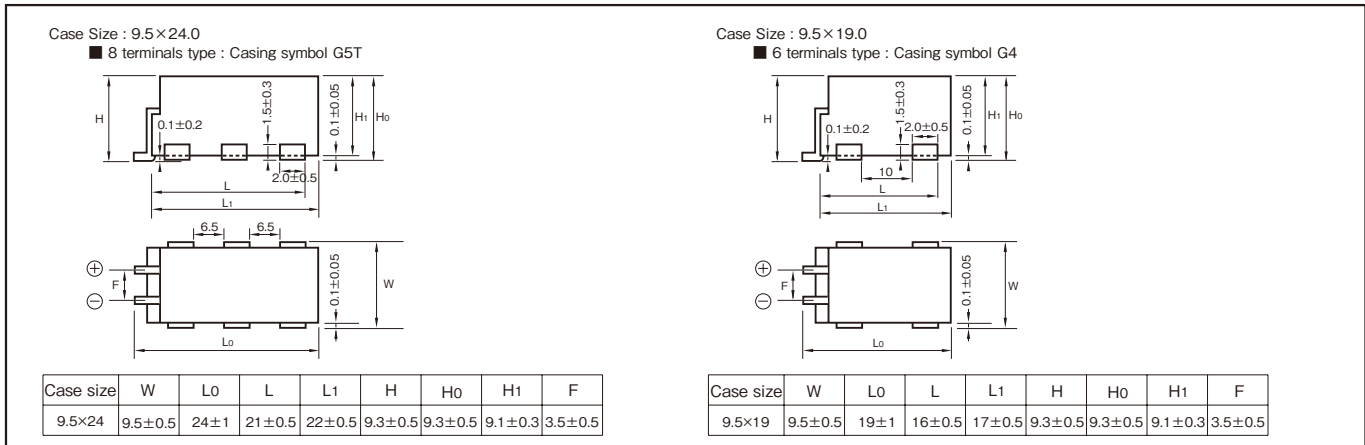 Case Size : 9.5×24.0
■ 8 terminals type : Casing symbol G5T
H
0.1±0.2
1.5±0.3
0.1±0.05
H1
H0
2.0±0.5
L
L1
6.5
6.5
⊕
F
⊖
0.1±0.05
W
L0
Case size W L0 L L1 H H0 H1 F
9.5×24 9.5±0.5 24±1 21±0.5 22±0.5 9.3±0.5 9.3±0.5 9.1±0.3 3.5±0.5
Case Size : 9.5×19.0
■ 6 terminals type : Casing symbol G4
H
0.1±0.2
1.5±0.3
2.0±0.5
0.1±0.05
H1
H0
10
L
L1
⊕
F
⊖
0.1±0.05
W
L0
Case size W L0 L L1 H H0 H1 F
9.5×19 9.5±0.5 19±1 16±0.5 17±0.5 9.3±0.5 9.3±0.5 9.1±0.3 3.5±0.5